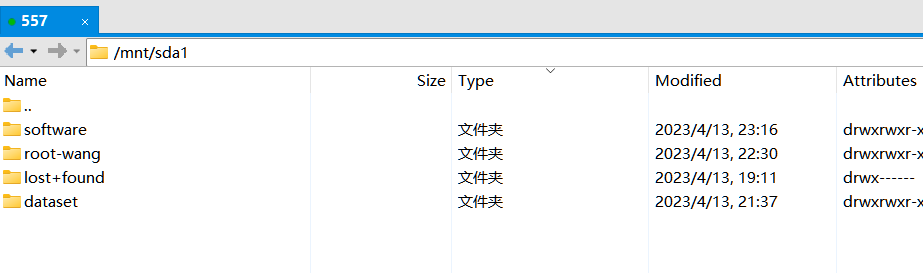 557 ×
/mnt/sda1
Name Size Type Modified Attributes
..
software 文件夹 2023/4/13, 23:16 drwxrwxr-x
root-wang 文件夹 2023/4/13, 22:30 drwxrwxr-x
lost+found 文件夹 2023/4/13, 19:11 drwx------
dataset 文件夹 2023/4/13, 21:37 drwxrwxr-x